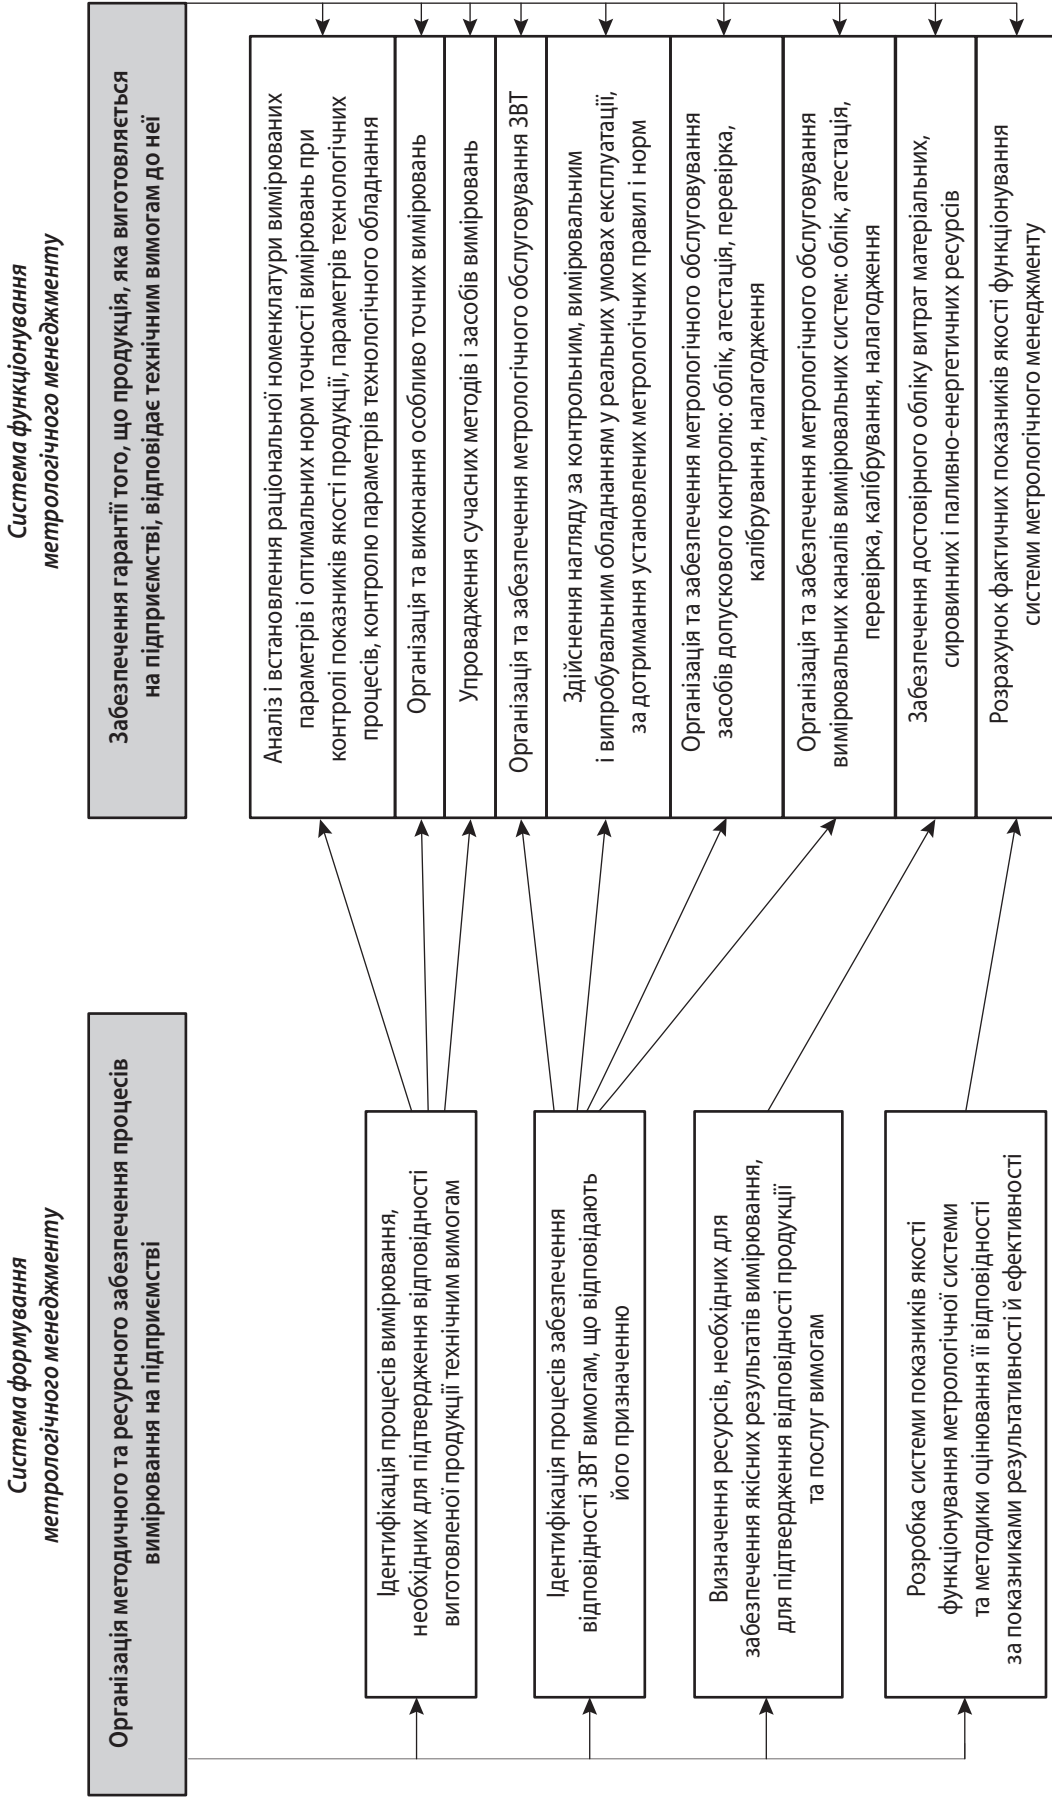 Система формування
метрологічного менеджменту
Організація методичного та ресурсного забезпечення процесів
вимірювання на підприємстві
Ідентифікація процесів вимірювання,
необхідних для підтвердження відповідності
виготовленої продукції технічним вимогам
Ідентифікація процесів забезпечення
відповідності ЗВТ вимогам, що відповідають
його призначенню
Визначення ресурсів, необхідних для
забезпечення якісних результатів вимірювання,
для підтвердження відповідності продукції
та послуг вимогам
Розробка системи показників якості
функціонування метрологічної системи
та методики оцінювання її відповідності
за показниками результативності й ефективності
Система функціонування
метрологічного менеджменту
Забезпечення гарантії того, що продукція, яка виготовляється
на підприємстві, відповідає технічним вимогам до неї
Аналіз і встановлення раціональної номенклатури вимірюваних
параметрів і оптимальних норм точності вимірювань при
контролі показників якості продукції, параметрів технологічних
процесів, контролю параметрів технологічного обладнання
Організація та виконання особливо точних вимірювань
Упровадження сучасних методів і засобів вимірювань
Організація та забезпечення метрологічного обслуговування ЗВТ
Здійснення нагляду за контрольним, вимірювальним
і випробувальним обладнанням у реальних умовах експлуатації,
за дотримання установлених метрологічних правил і норм
Організація та забезпечення метрологічного обслуговування
засобів допускового контролю: облік, атестація, перевірка,
калібрування, налагодження
Організація та забезпечення метрологічного обслуговування
вимірювальних каналів вимірювальних систем: облік, атестація,
перевірка, калібрування, налагодження
Забезпечення достовірного обліку витрат матеріальних,
сировинних і паливно-енергетичних ресурсів
Розрахунок фактичних показників якості функціонування
системи метрологічного менеджменту